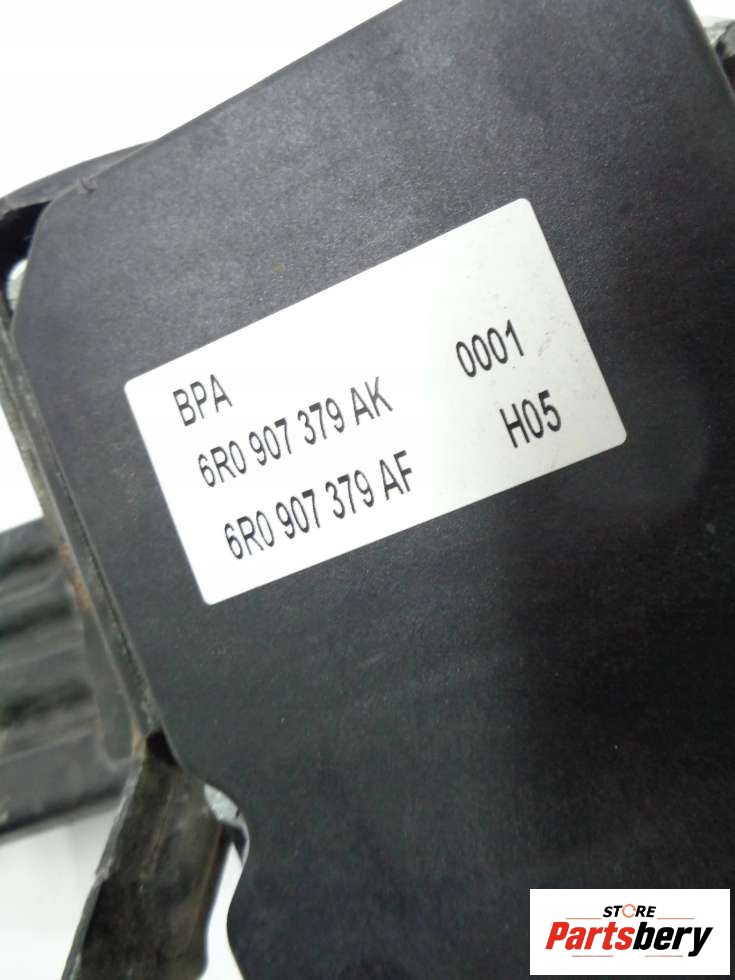 BPA 0001
6R0 907 379 AK H05
6R0 907 379 AF
STORE
Partsbery